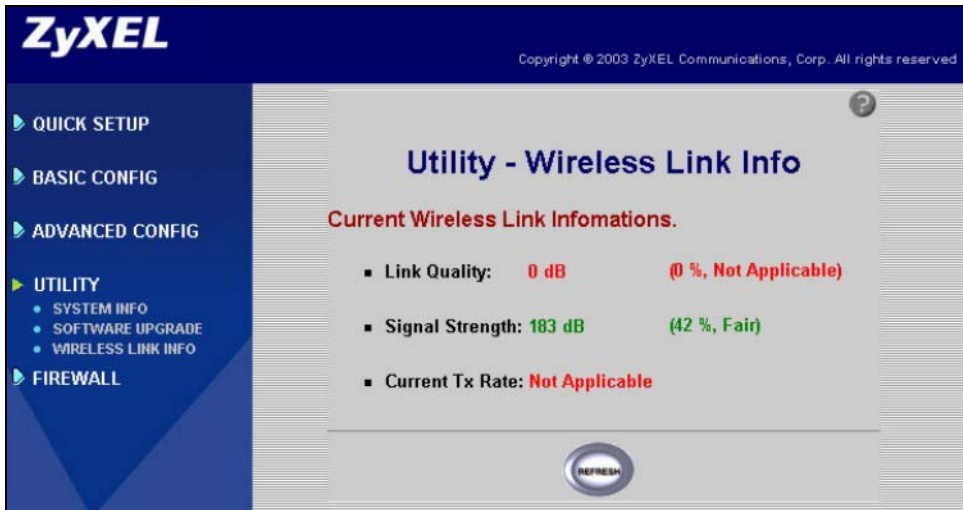 ZyXEL
Copyright © 2003 ZyXEL Communications, Corp. All rights reserved
QUICK SETUP
BASIC CONFIG
ADVANCED CONFIG
UTILITY
SYSTEM INFO
SOFTWARE UPGRADE
WIRELESS LINK INFO
FIREWALL
?
Utility - Wireless Link Info
Current Wireless Link Infomations.
Link Quality: 0 dB (0 %, Not Applicable)
Signal Strength: 183 dB (42 %, Fair)
Current Tx Rate: Not Applicable
REFRESH